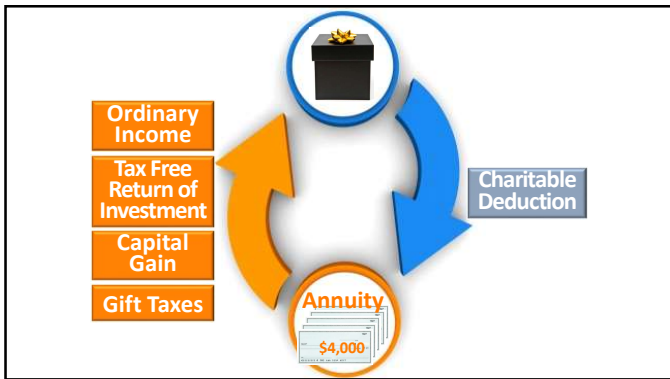 Ordinary
Income
Tax Free
Return of
Investment
Capital
Gain
Gift Taxes
Charitable
Deduction
Annuity
$4,000